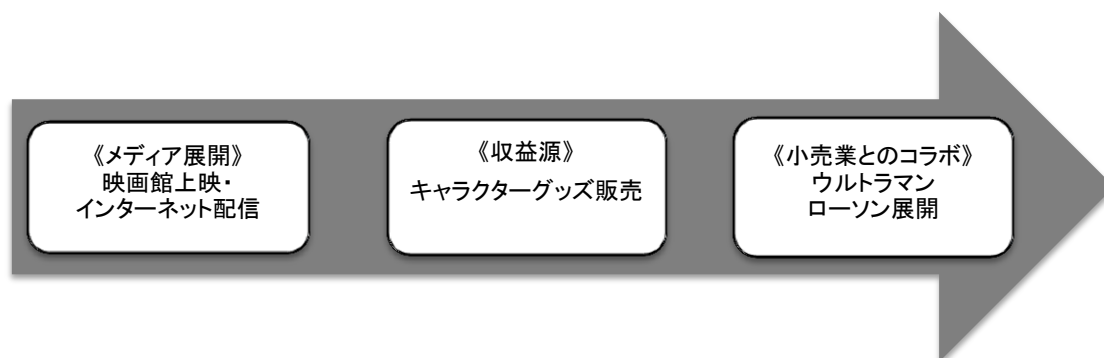 《メディア展開》
映画館上映・
インターネット配信
《収益源》
キャラクターグッズ販売
《小売業とのコラボ》
ウルトラマン
ローソン展開